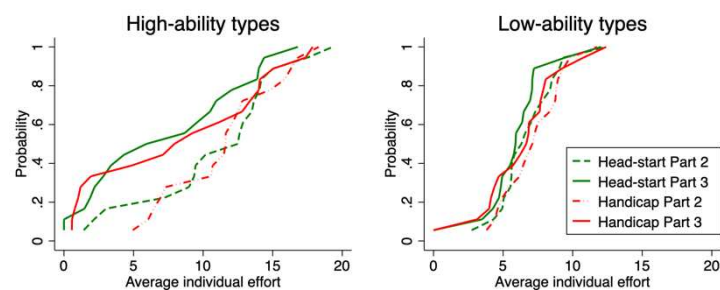 High-ability types
Low-ability types
Probability
0 .2 .4 .6 .8 1
0 5 10 15 20
Average individual effort
Probability
0 .2 .4 .6 .8 1
0 5 10 15 20
Average individual effort
Head-start Part 2
Head-start Part 3
Handicap Part 2
Handicap Part 3